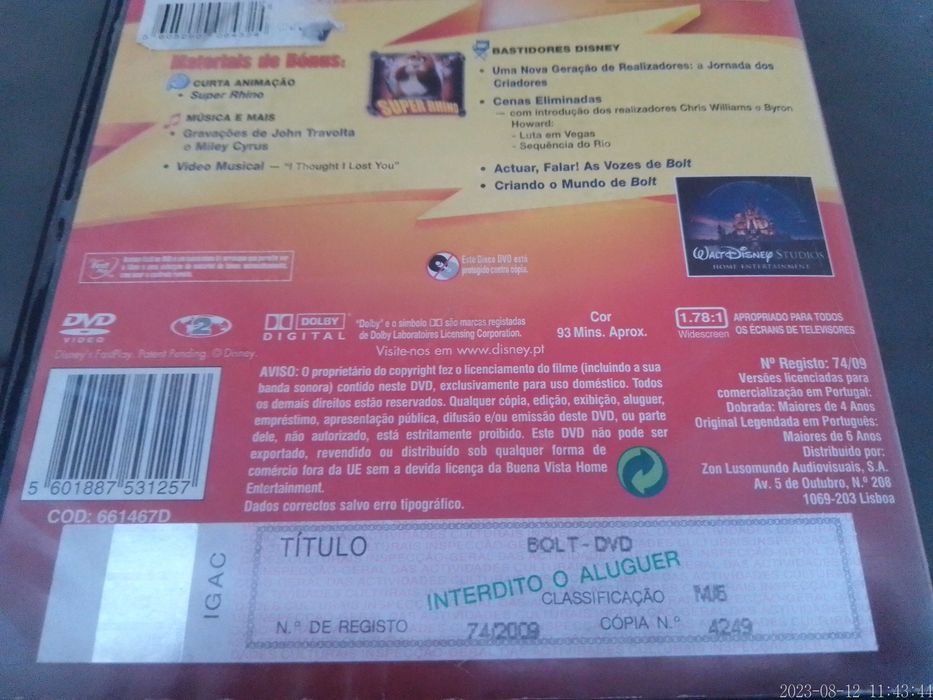 Materiais de Bónus:
CURTA ANIMAÇÃO
• Super Rhino
MÚSICA E MAIS
• Gravações de John Travolta
e Miley Cyrus
• Vídeo Musical — "I Thought I Lost You"
SUPER RHINO
BASTIDORES DISNEY
• Uma Nova Geração de Realizadores: a Jornada dos
Criadores
• Cenas Eliminadas
— com introdução dos realizadores Chris Williams e Byron
Howard:
- Luta em Vegas
- Sequência do Rio
• Actuar, Falar! As Vozes de Bolt
• Criando o Mundo de Bolt
WALT DISNEY STUDIOS
HOME ENTERTAINMENT
Este Disco DVD está
protegido contra cópia.
DVD
VIDEO
2
DOLBY
DIGITAL
"Dolby" e o símbolo são marcas registadas
de Dolby Laboratoires Licensing Corporation.
Cor
93 Mins. Aprox.
1.78:1
Widescreen
APROPRIADO PARA TODOS
OS ÉCRANS DE TELEVISORES
Disney's FastPlay. Patent Pending. © Disney.
Visite-nos em www.disney.pt
AVISO: O proprietário do copyright fez o licenciamento do filme (incluindo a sua
banda sonora) contido neste DVD, exclusivamente para uso doméstico. Todos
os demais direitos estão reservados. Qualquer cópia, edição, exibição, aluguer,
empréstimo, apresentação pública, difusão e/ou emissão deste DVD, ou parte
dele, não autorizado, está estritamente proibido. Este DVD não pode ser
exportado, revendido ou distribuído sob qualquer forma de
comércio fora da UE sem a devida licença da Buena Vista Home
Entertainment.
Dados correctos salvo erro tipográfico.
Nº Registo: 74/09
Versões licenciadas para
comercialização em Portugal:
Dobrada: Maiores de 4 Anos
Original Legendada em Português:
Maiores de 6 Anos
Distribuído por:
Zon Lusomundo Audiovisuais, S.A.
Av. 5 de Outubro, N.º 208
1069-203 Lisboa
5 601887 531257
COD: 661467D
IGAC
TÍTULO BOLT-DVD
INTERDITO O ALUGUER
CLASSIFICAÇÃO M/6
N.º DE REGISTO 74/2009 CÓPIA N.º 4249
2023-08-12 11:43:44